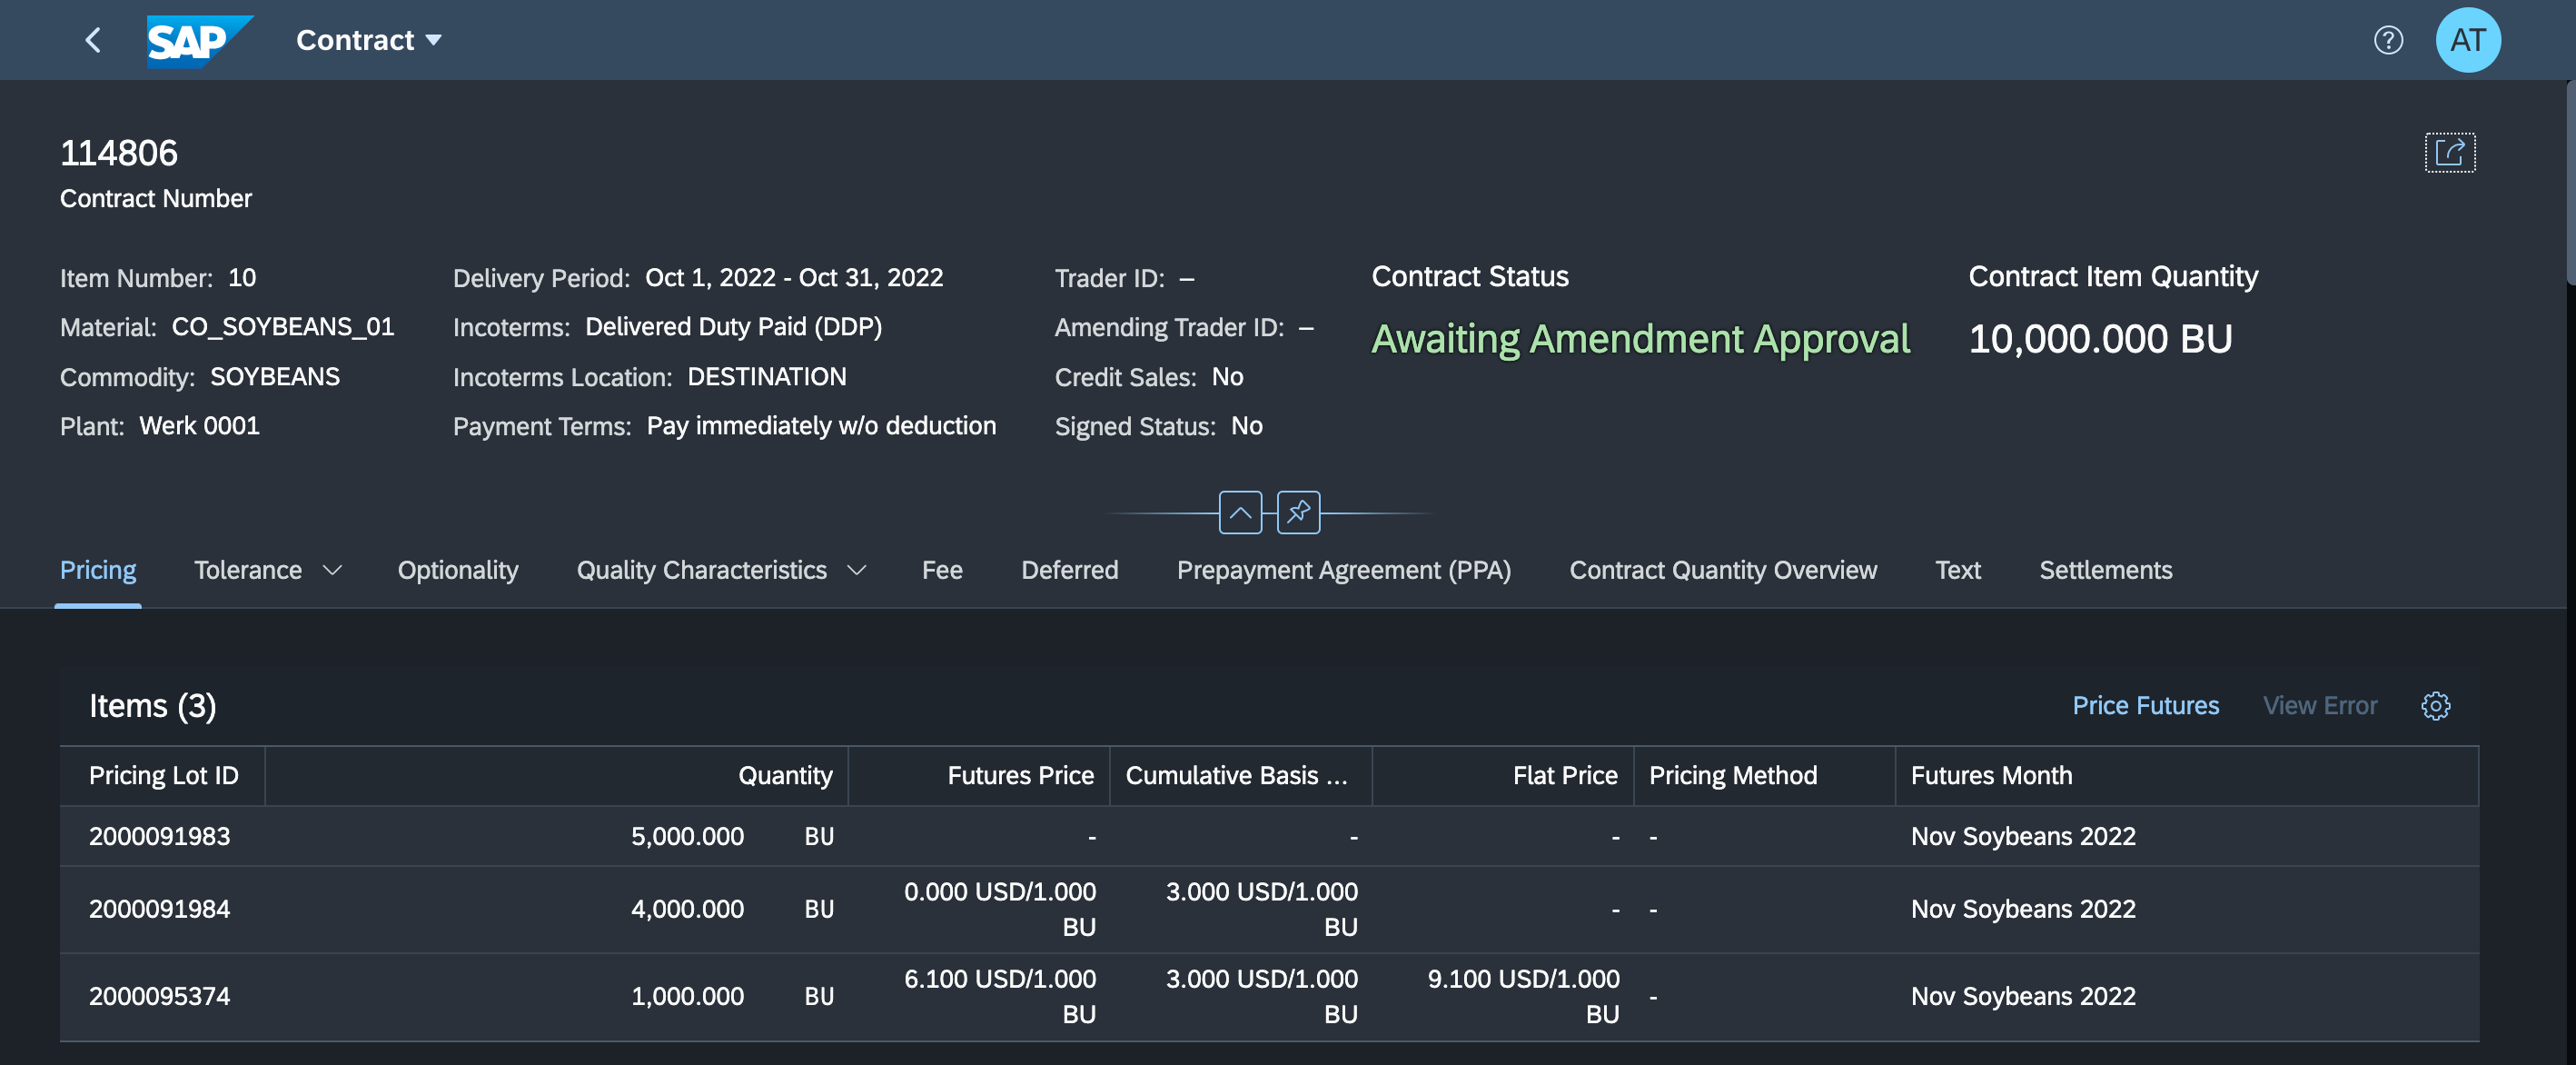 SAP Contract AT
114806
Contract Number
Item Number: 10
Material: CO_SOYBEANS_01
Commodity: SOYBEANS
Plant: Werk 0001
Delivery Period: Oct 1, 2022 - Oct 31, 2022
Incoterms: Delivered Duty Paid (DDP)
Incoterms Location: DESTINATION
Payment Terms: Pay immediately w/o deduction
Trader ID: –
Amending Trader ID: –
Credit Sales: No
Signed Status: No
Contract Status
Awaiting Amendment Approval
Contract Item Quantity
10,000.000 BU
Pricing Tolerance Optionality Quality Characteristics Fee Deferred Prepayment Agreement (PPA) Contract Quantity Overview Text Settlements
Items (3) Price Futures View Error
Pricing Lot ID Quantity Futures Price Cumulative Basis ... Flat Price Pricing Method Futures Month
2000091983 5,000.000 BU - - - - Nov Soybeans 2022
2000091984 4,000.000 BU 0.000 USD/1.000 BU 3.000 USD/1.000 BU - - Nov Soybeans 2022
2000095374 1,000.000 BU 6.100 USD/1.000 BU 3.000 USD/1.000 BU 9.100 USD/1.000 BU - Nov Soybeans 2022